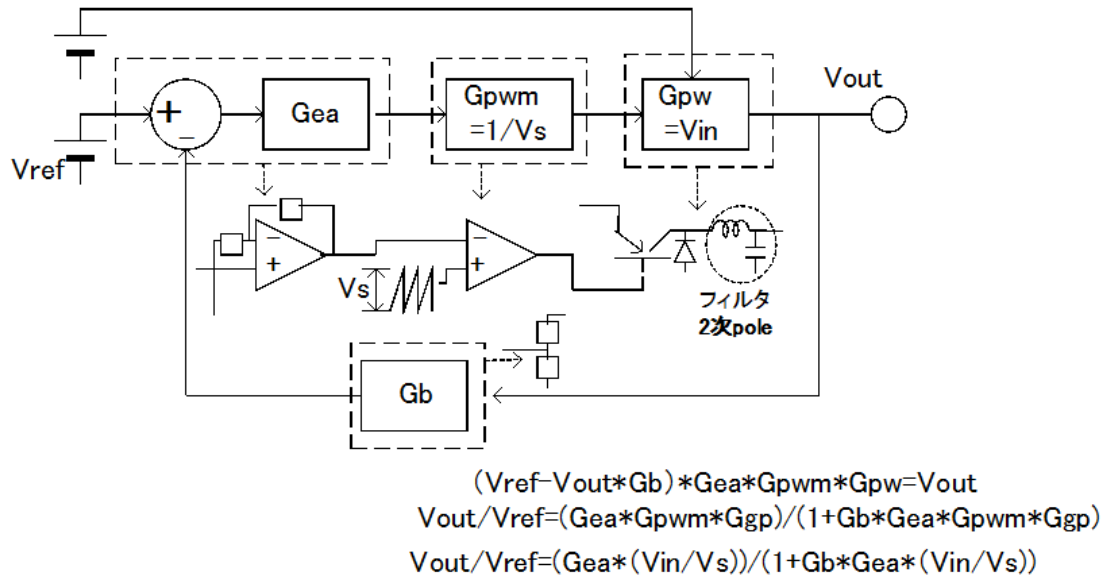 Vout
+
−
Gea
Gpwm
=1/Vs
Gpw
=Vin
Vref
−
+
Vs
−
+
フィルタ
2次pole
Gb
(Vref-Vout*Gb)*Gea*Gpwm*Gpw=Vout
Vout/Vref=(Gea*Gpwm*Ggp)/(1+Gb*Gea*Gpwm*Ggp)
Vout/Vref=(Gea*(Vin/Vs))/(1+Gb*Gea*(Vin/Vs))